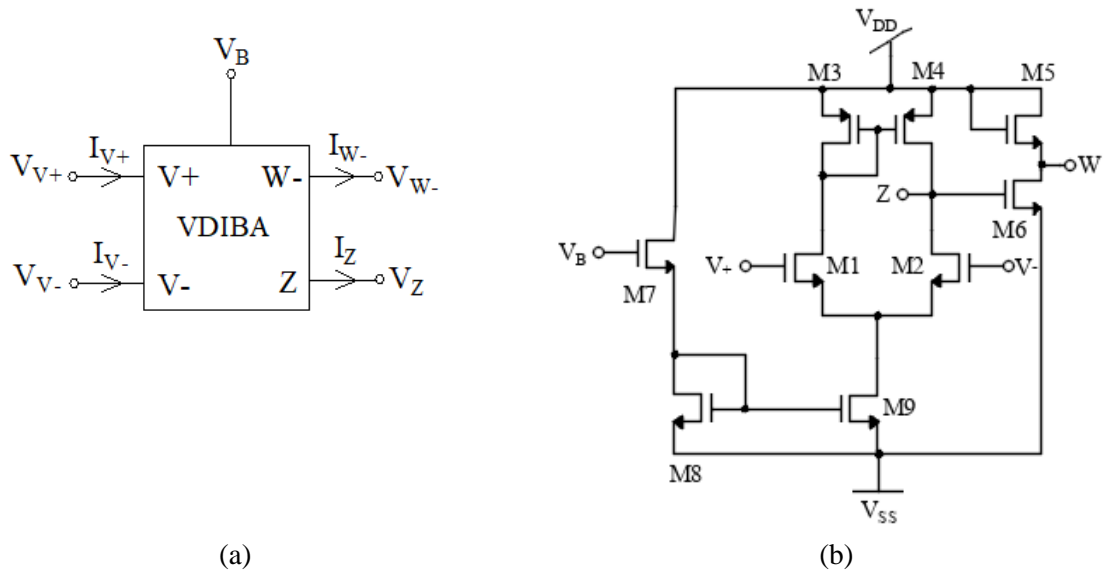 V_B
I_V+
V_V+
V+
W-
I_W-
V_W-
VDIBA
I_V-
V_V-
V-
Z
I_Z
V_Z
(a)
V_DD
M3
M4
M5
W
Z
M6
V_B
M7
V_+
M1
M2
V-
M9
M8
V_SS
(b)